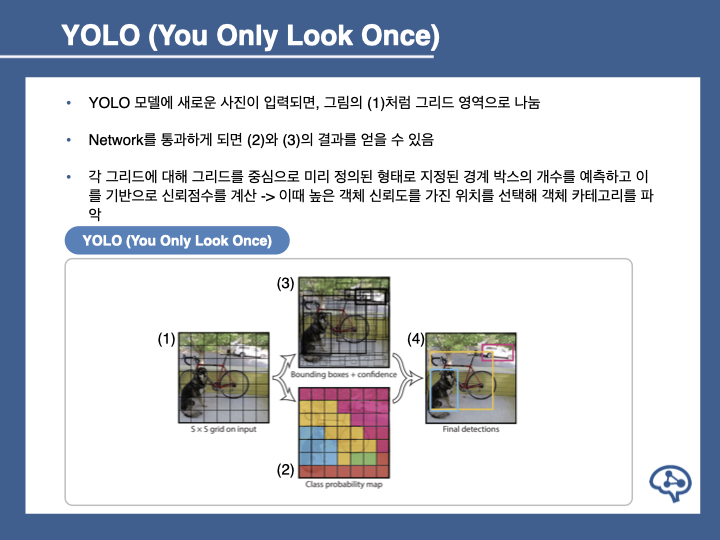 YOLO (You Only Look Once)
• YOLO 모델에 새로운 사진이 입력되면, 그림의 (1)처럼 그리드 영역으로 나눔
• Network를 통과하게 되면 (2)와 (3)의 결과를 얻을 수 있음
• 각 그리드에 대해 그리드를 중심으로 미리 정의된 형태로 지정된 경계 박스의 개수를 예측하고 이
를 기반으로 신뢰점수를 계산 -> 이때 높은 객체 신뢰도를 가진 위치를 선택해 객체 카테고리를 파
악
YOLO (You Only Look Once)
(3)
(1)
(4)
Bounding boxes + confidence
S × S grid on input
Final detections
(2)
Class probability map